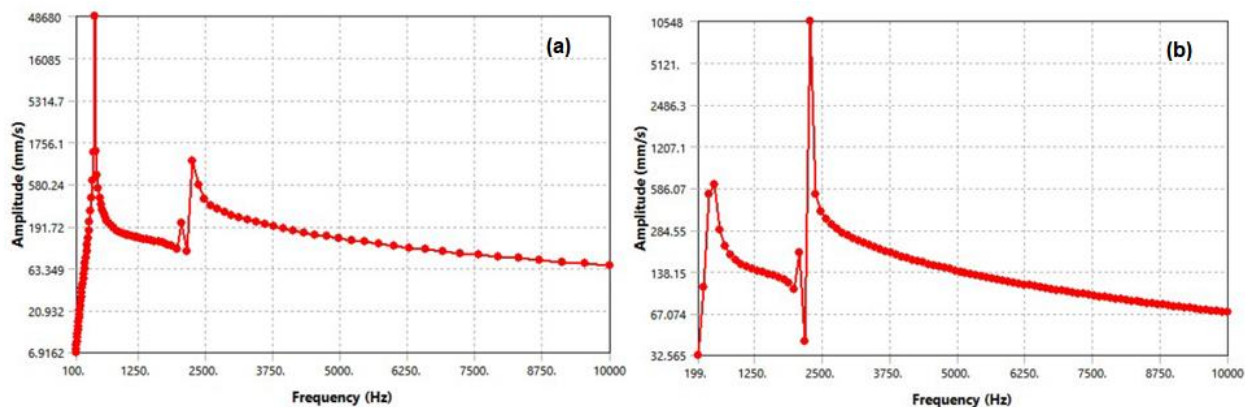 (a)
Amplitude (mm/s)
48680
16085
5314.7
1756.1
580.24
191.72
63.349
20.932
6.9162
100. 1250. 2500. 3750. 5000. 6250. 7500. 8750. 10000
Frequency (Hz)
(b)
Amplitude (mm/s)
10548
5121.
2486.3
1207.1
586.07
284.55
138.15
67.074
32.565
199. 1250. 2500. 3750. 5000. 6250. 7500. 8750. 10000
Frequency (Hz)